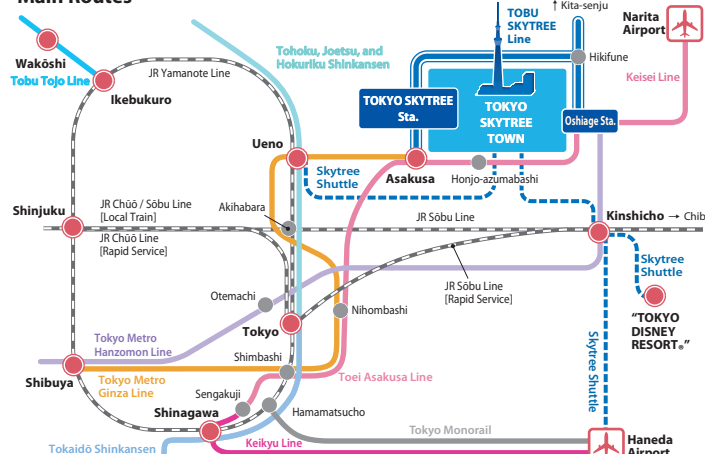 Main Routes
↑ Kita-senju
TOBU
SKYTREE
Line
Narita
Airport
Wakōshi
Tobu Tojo Line
Ikebukuro
JR Yamanote Line
Tohoku, Joetsu, and
Hokuriku Shinkansen
Hikifune
Keisei Line
TOKYO SKYTREE
Sta.
TOKYO
SKYTREE
TOWN
Oshiage Sta.
Ueno
Skytree
Shuttle
Asakusa
Honjo-azumabashi
Shinjuku
JR Chūō / Sōbu Line
[Local Train]
JR Chūō Line
[Rapid Service]
Akihabara
JR Sōbu Line
Kinshicho → Chib
Skytree
Shuttle
JR Sōbu Line
[Rapid Service]
Otemachi
Nihombashi
Tokyo
"TOKYO
DISNEY
RESORT®"
Tokyo Metro
Hanzomon Line
Shimbashi
Shibuya
Tokyo Metro
Ginza Line
Toei Asakusa Line
Skytree Shuttle
Sengakuji
Hamamatsucho
Shinagawa
Tokyo Monorail
Tokaidō Shinkansen
Keikyu Line
Haneda
Airport